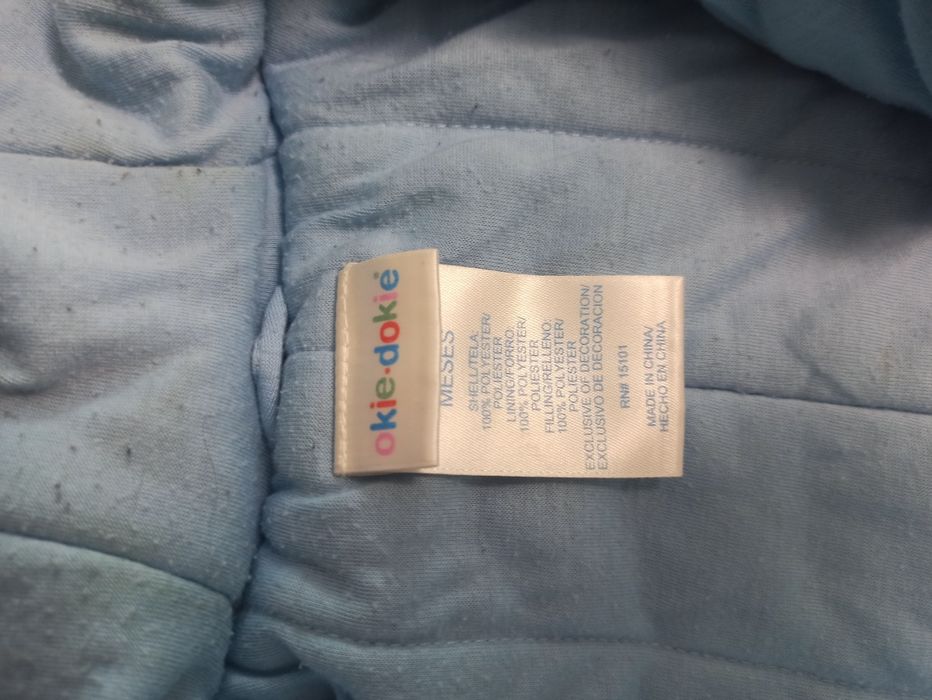 okie·dokie
MESES
SHELL/TELA:
100% POLYESTER/
POLIESTER
LINING/FORRO:
100% POLYESTER/
POLIESTER
FILLING/RELLENO:
100% POLYESTER/
POLIESTER
EXCLUSIVE OF DECORATION/
EXCLUSIVO DE DECORACION
RN# 15101
MADE IN CHINA/
HECHO EN CHINA